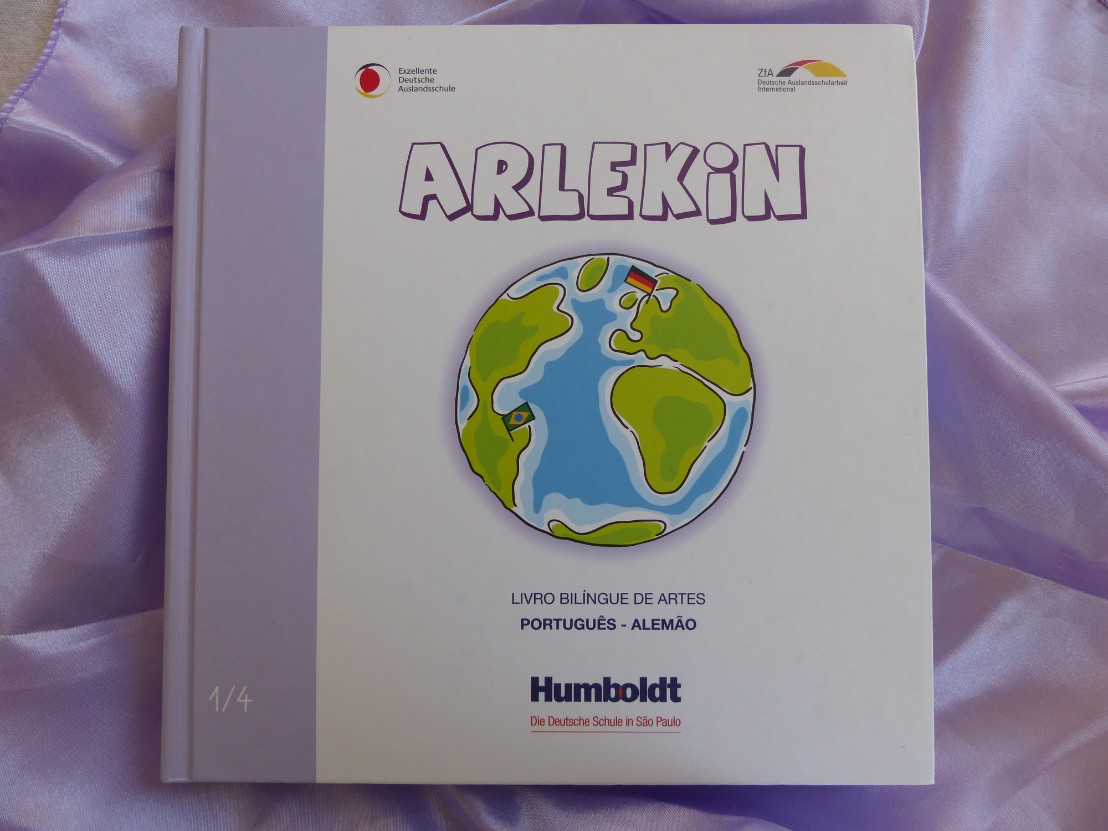 Exzellente
Deutsche
Auslandsschule
ZfA
Deutsche Auslandsschularbeit
International
ARLEKiN
LIVRO BILÍNGUE DE ARTES
PORTUGUÊS - ALEMÃO
Humboldt
Die Deutsche Schule in São Paulo
1/4